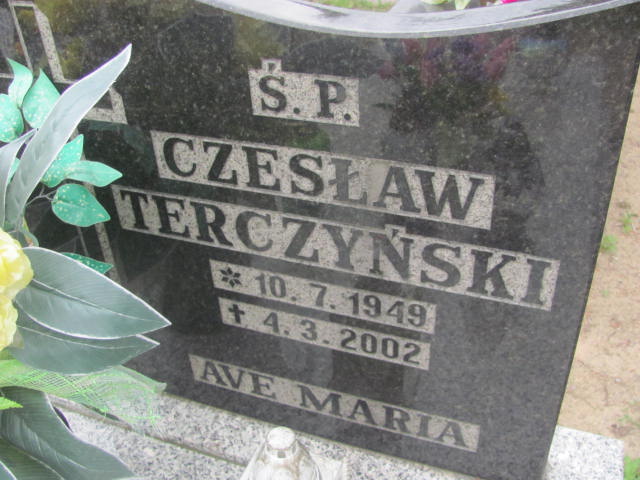 Ś. P.
CZESŁAW
TERCZYŃSKI
* 10. 7. 1949
✝ 4. 3. 2002
AVE MARIA